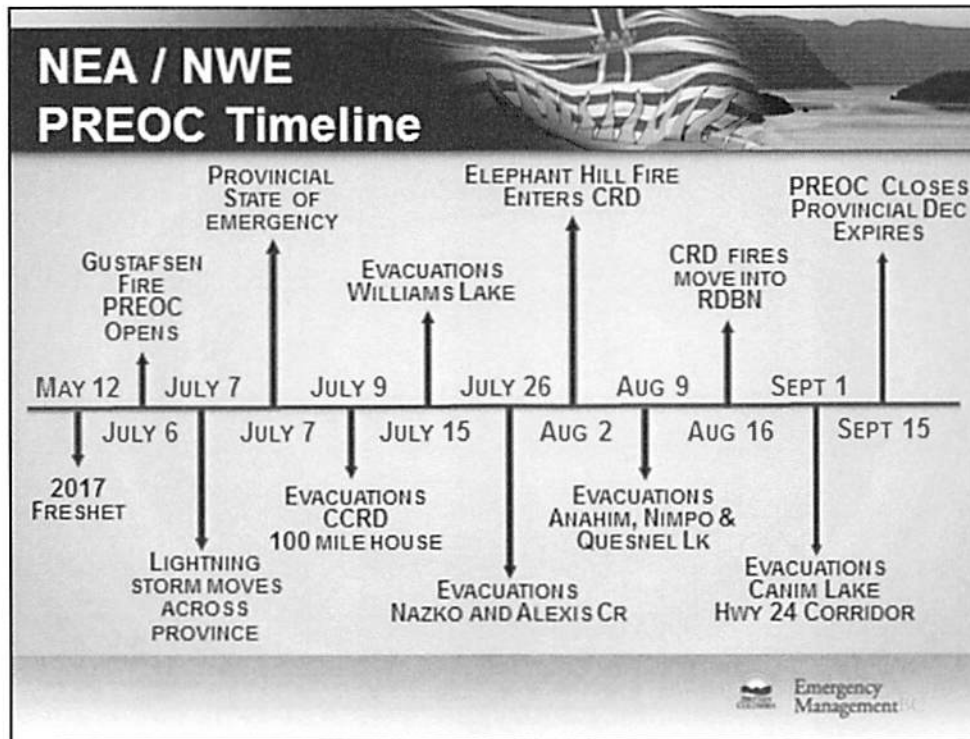 NEA / NWE
PREOC Timeline
PROVINCIAL
STATE OF
EMERGENCY
ELEPHANT HILL FIRE
ENTERS CRD
PREOC CLOSES
PROVINCIAL DEC
EXPIRES
GUSTAFSEN
FIRE
PREOC
OPENS
EVACUATIONS
WILLIAMS LAKE
CRD FIRES
MOVE INTO
RDBN
MAY 12 JULY 7 JULY 9 JULY 26 AUG 9 SEPT 1
JULY 6 JULY 7 JULY 15 AUG 2 AUG 16 SEPT 15
2017
FRESHET
EVACUATIONS
CCRD
100 MILE HOUSE
EVACUATIONS
ANAHIM, NIMPO &
QUESNEL LK
LIGHTNING
STORM MOVES
ACROSS
PROVINCE
EVACUATIONS
NAZKO AND ALEXIS CR
EVACUATIONS
CANIM LAKE
HWY 24 CORRIDOR
BRITISH
COLUMBIA
Emergency
Management BC